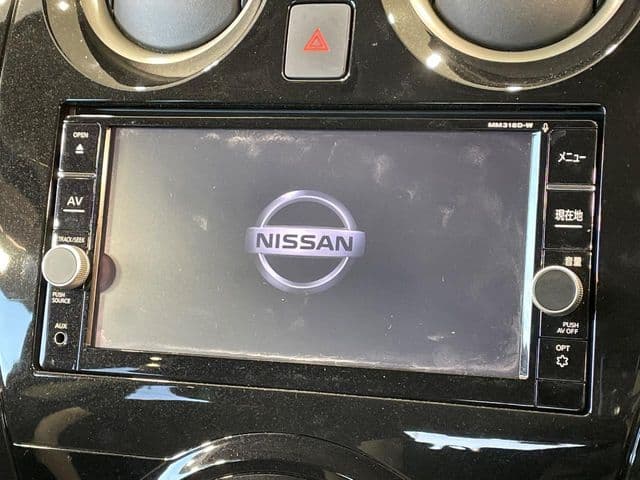 MM318D-W
OPEN
AV
TRACK/SEEK
PUSH
SOURCE
AUX
NISSAN
メニュー
現在地
音量
PUSH
AV OFF
OPT